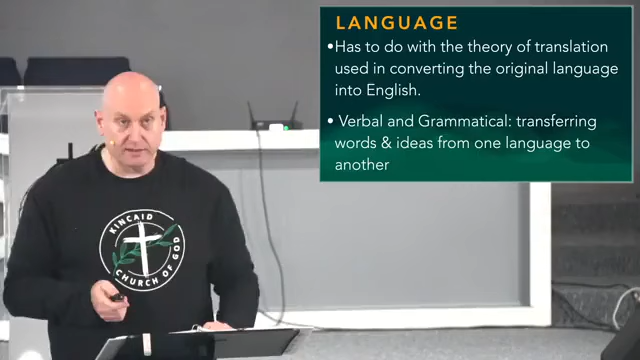 LANGUAGE
•Has to do with the theory of translation
used in converting the original language
into English.
• Verbal and Grammatical: transferring
words & ideas from one language to
another
KINCAID
CHURCH OF GOD